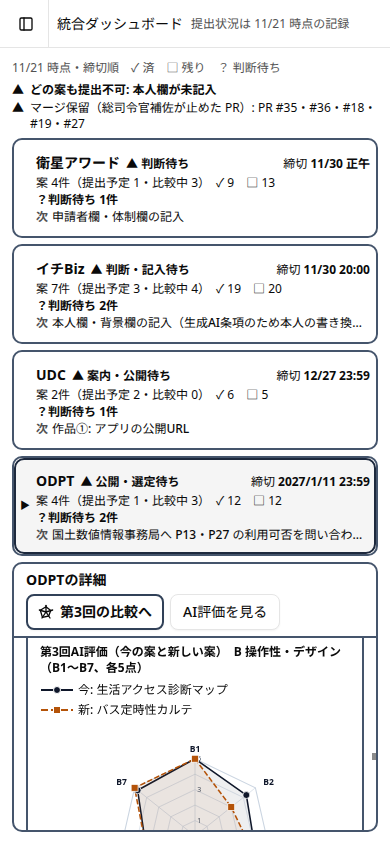 統合ダッシュボード 提出状況は 11/21 時点の記録
11/21 時点・締切順 ✓ 済 □ 残り ? 判断待ち
▲ どの案も提出不可: 本人欄が未記入
▲ マージ保留（総司令官補佐が止めた PR）: PR #35・#36・#18・
#19・#27
衛星アワード ▲ 判断待ち 締切 11/30 正午
案 4件（提出予定 1・比較中 3） ✓ 9 □ 13
? 判断待ち 1件
次 申請者欄・体制欄の記入
イチBiz ▲ 判断・記入待ち 締切 11/30 20:00
案 7件（提出予定 3・比較中 4） ✓ 19 □ 20
? 判断待ち 2件
次 本人欄・背景欄の記入（生成AI条項のため本人の書き換…
UDC ▲ 案内・公開待ち 締切 12/27 23:59
案 2件（提出予定 2・比較中 0） ✓ 6 □ 5
? 判断待ち 1件
次 作品①: アプリの公開URL
ODPT ▲ 公開・選定待ち 締切 2027/1/11 23:59
▶ 案 4件（提出予定 1・比較中 3） ✓ 12 □ 12
? 判断待ち 2件
次 国土数値情報事務局へ P13・P27 の利用可否を問い合わ…
ODPTの詳細
第3回の比較へ AI評価を見る
第3回AI評価（今の案と新しい案） B 操作性・デザイン
（B1〜B7、各5点）
今: 生活アクセス診断マップ
新: バス定時性カルテ
B1
B7 B2
3
1